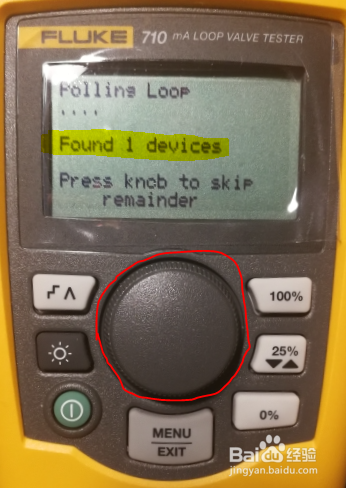 FLUKE 710 mA LOOP VALVE TESTER
Polling Loop
....
Found 1 devices
Press knob to skip
remainder
100%
25%
0%
MENU
EXIT
Baidu 经验
jingyan.baidu.com